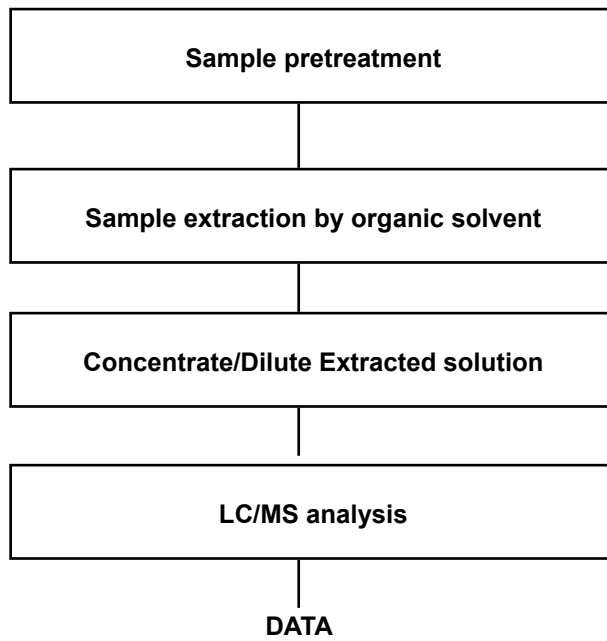 Sample pretreatment
Sample extraction by organic solvent
Concentrate/Dilute Extracted solution
LC/MS analysis
DATA